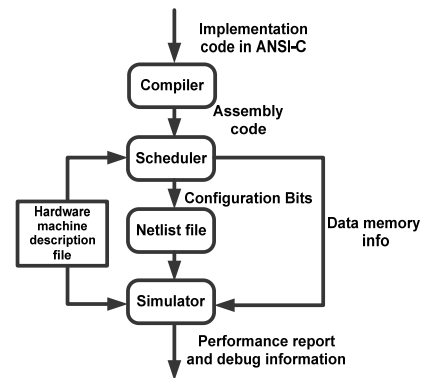 Implementation
code in ANSI-C
Compiler
Assembly
code
Scheduler
Configuration Bits
Hardware
machine
description
file
Netlist file
Data memory
info
Simulator
Performance report
and debug information